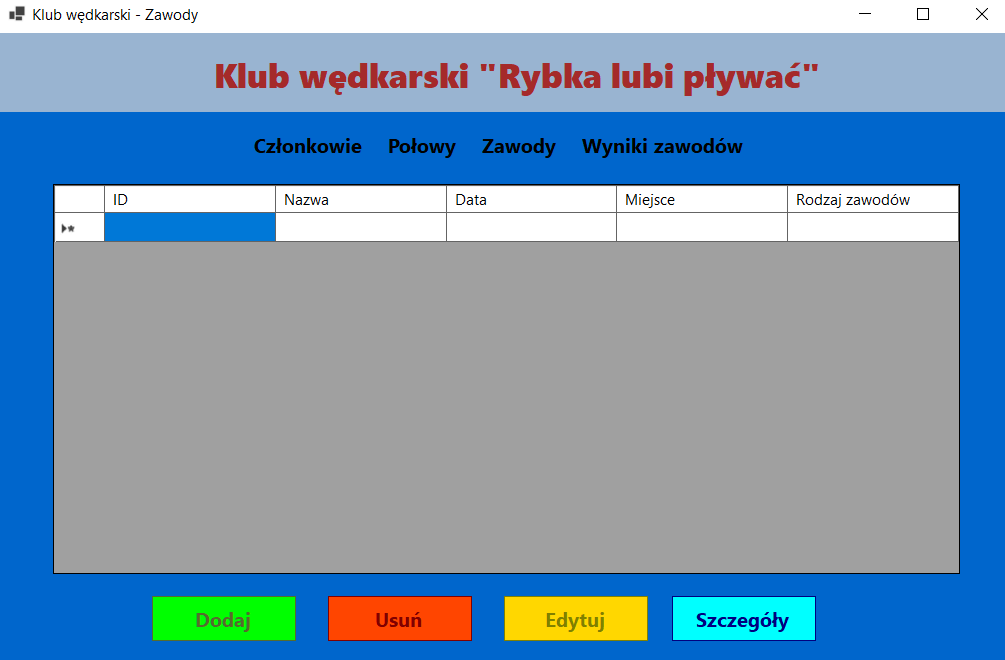 Klub wędkarski - Zawody
Klub wędkarski "Rybka lubi pływać"
Członkowie Połowy Zawody Wyniki zawodów
ID Nazwa Data Miejsce Rodzaj zawodów
Dodaj Usuń Edytuj Szczegóły